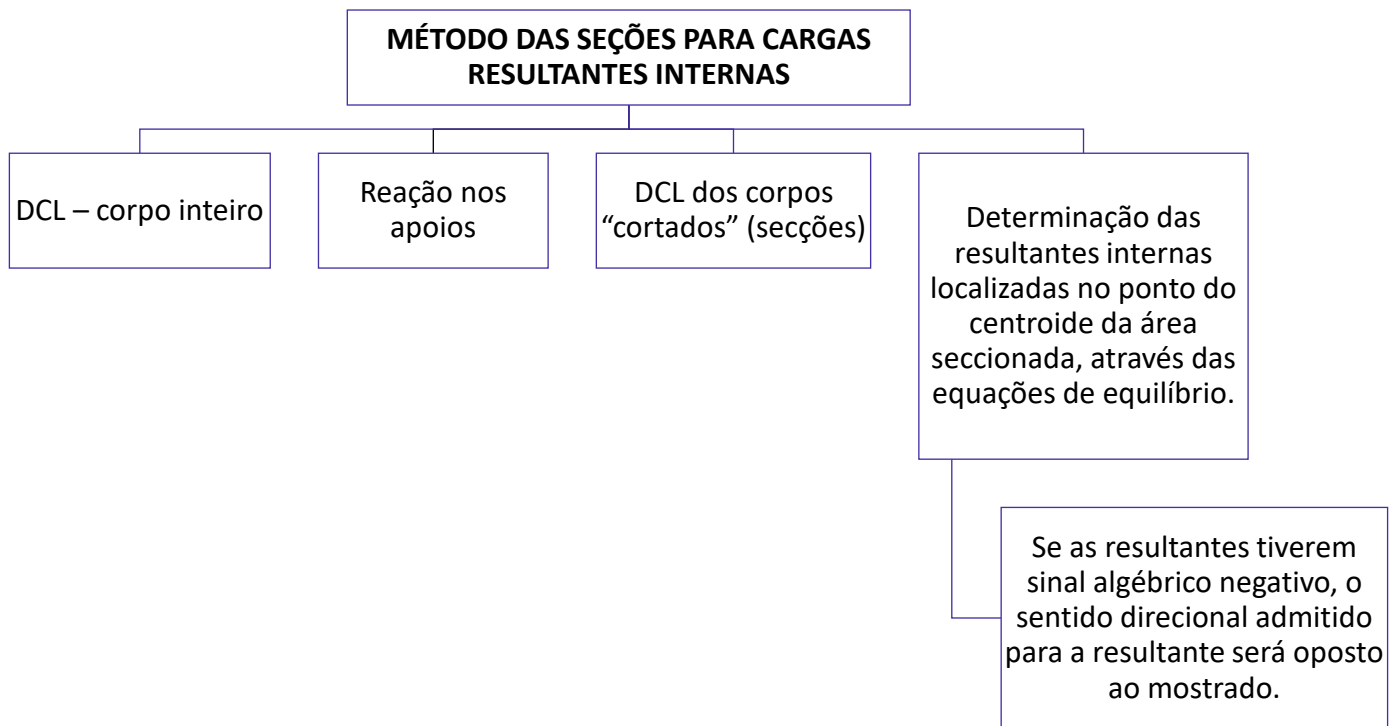 MÉTODO DAS SEÇÕES PARA CARGAS
RESULTANTES INTERNAS
DCL – corpo inteiro
Reação nos
apoios
DCL dos corpos
“cortados” (secções)
Determinação das
resultantes internas
localizadas no ponto do
centroide da área
seccionada, através das
equações de equilíbrio.
Se as resultantes tiverem
sinal algébrico negativo, o
sentido direcional admitido
para a resultante será oposto
ao mostrado.